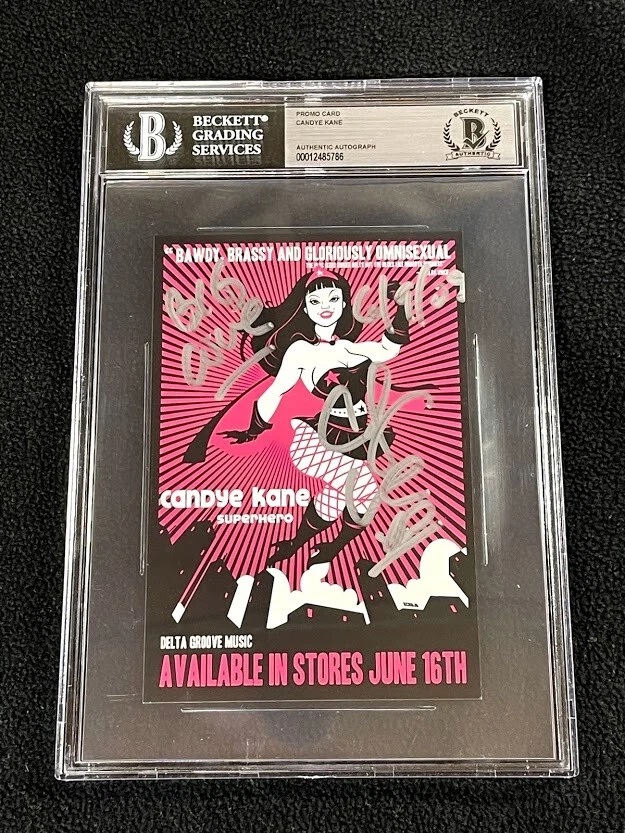 BECKETT®
GRADING
SERVICES
PROMO CARD
CANDYE KANE
AUTHENTIC AUTOGRAPH
00012485786
BECKETT
B
AUTHENTIC
B
"BAWDY, BRASSY AND GLORIOUSLY OMNISEXUAL
Big
candye kane
superhero
DELTA GROOVE MUSIC
AVAILABLE IN STORES JUNE 16TH